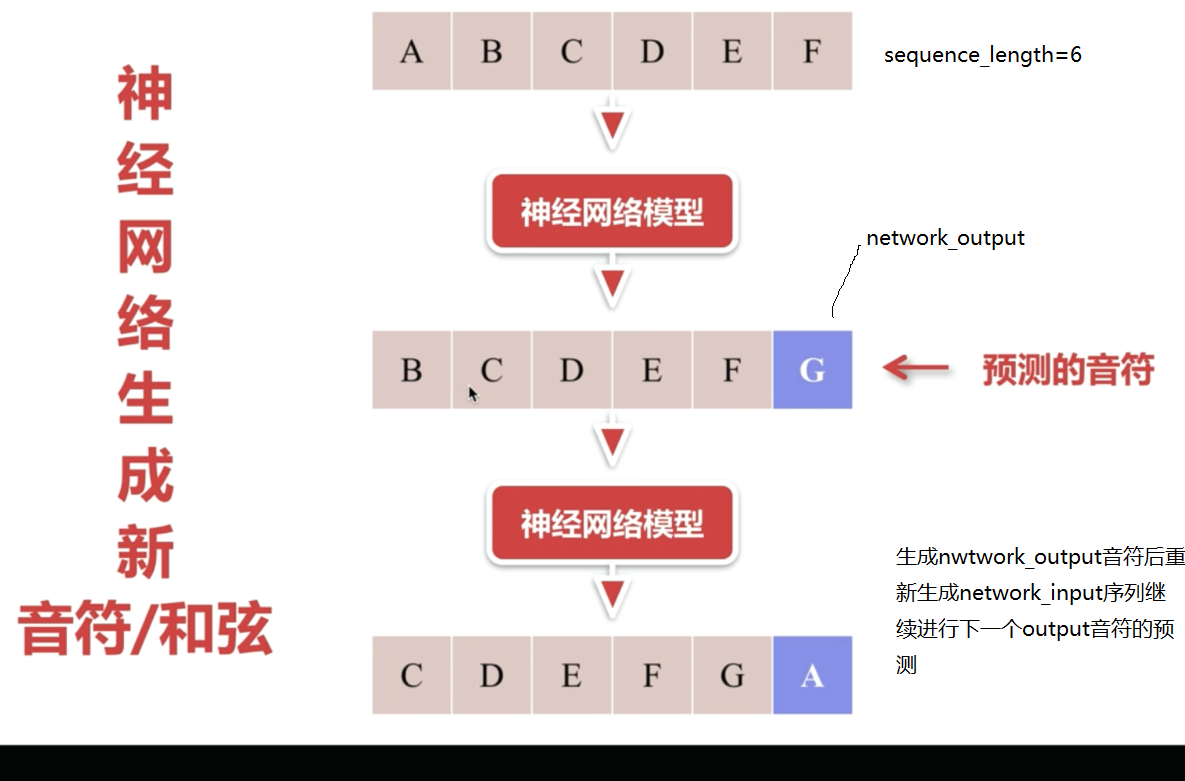 神经网络生成新
音符/和弦
A B C D E F
sequence_length=6
神经网络模型
network_output
B C D E F G
预测的音符
神经网络模型
生成nwtwork_output音符后重
新生成network_input序列继
续进行下一个output音符的预
测
C D E F G A